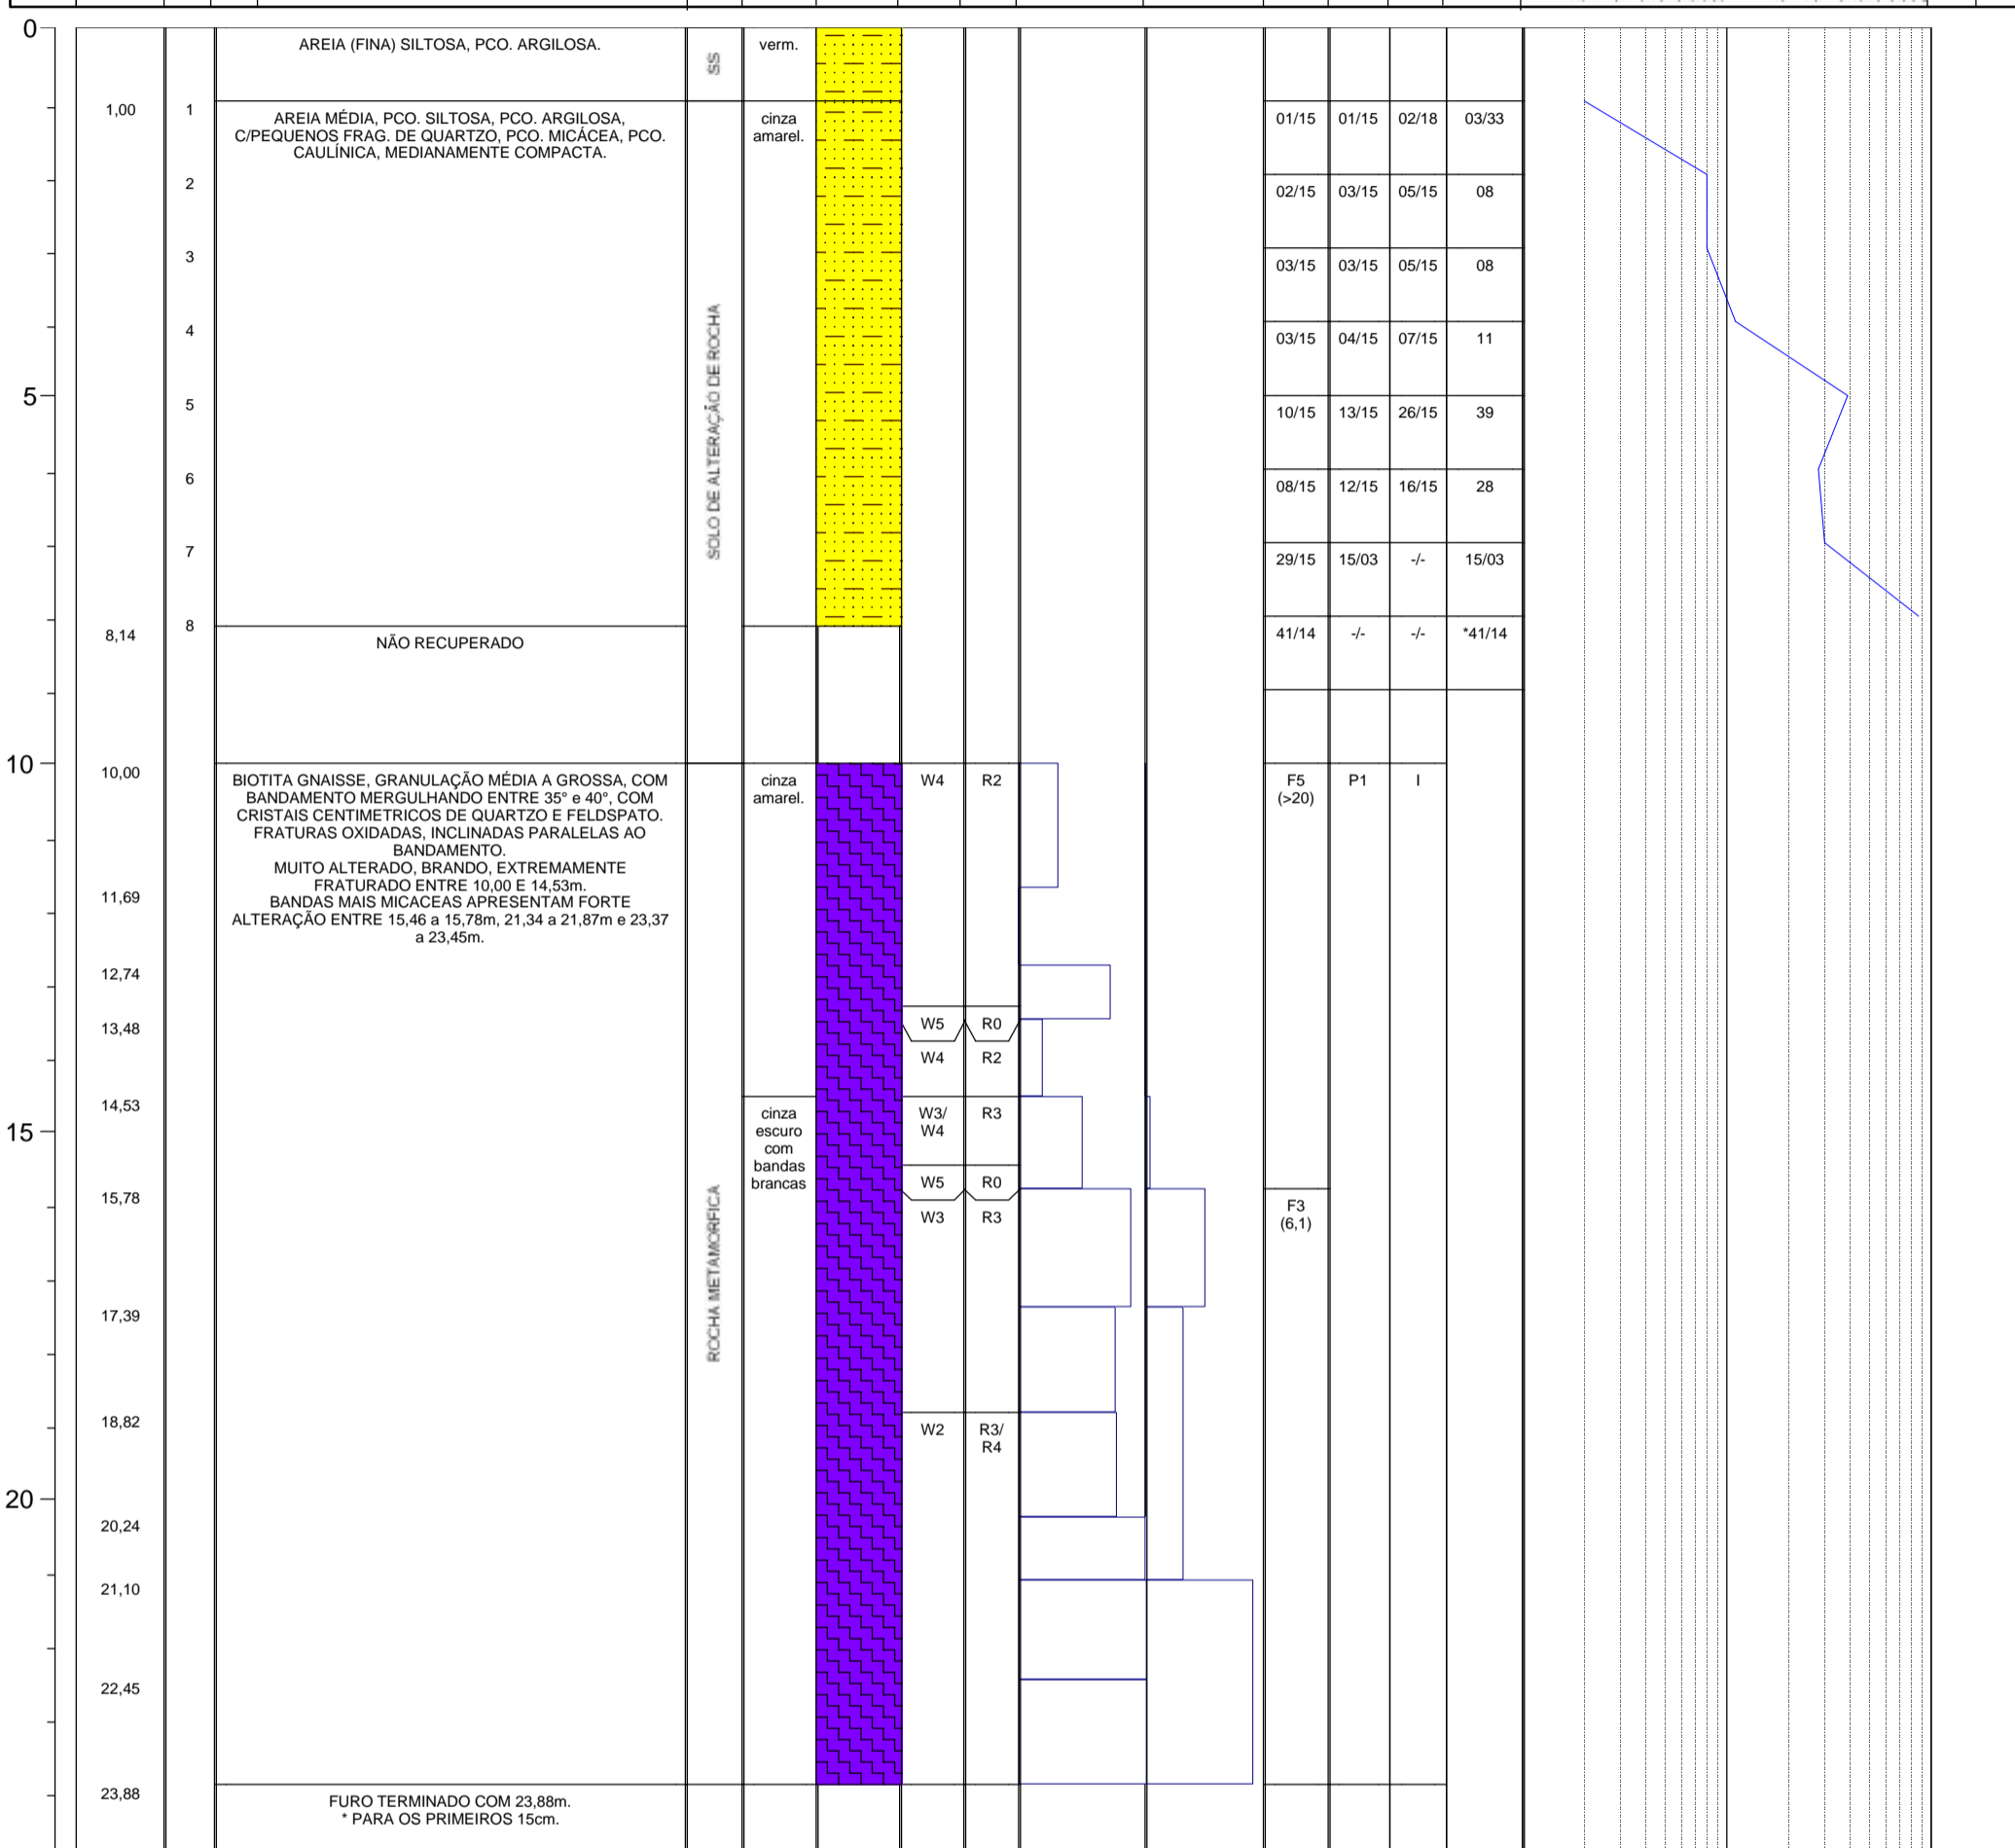 0
AREIA (FINA) SILTOSA, PCO. ARGILOSA.
SS
verm.
1,00
1
AREIA MÉDIA, PCO. SILTOSA, PCO. ARGILOSA,
C/PEQUENOS FRAG. DE QUARTZO, PCO. MICÁCEA, PCO.
CAULÍNICA, MEDIANAMENTE COMPACTA.
SOLO DE ALTERAÇÃO DE ROCHA
cinza
amarel.
01/15 01/15 02/18 03/33
2
02/15 03/15 05/15 08
3
03/15 03/15 05/15 08
4
03/15 04/15 07/15 11
5
5
10/15 13/15 26/15 39
6
08/15 12/15 16/15 28
7
29/15 15/03 -/- 15/03
8,14
8
NÃO RECUPERADO
41/14 -/- -/- *41/14
10
10,00
BIOTITA GNAISSE, GRANULAÇÃO MÉDIA A GROSSA, COM
BANDAMENTO MERGULHANDO ENTRE 35° e 40°, COM
CRISTAIS CENTIMETRICOS DE QUARTZO E FELDSPATO.
FRATURAS OXIDADAS, INCLINADAS PARALELAS AO
BANDAMENTO.
MUITO ALTERADO, BRANDO, EXTREMAMENTE
FRATURADO ENTRE 10,00 E 14,53m.
BANDAS MAIS MICACEAS APRESENTAM FORTE
ALTERAÇÃO ENTRE 15,46 a 15,78m, 21,34 a 21,87m e 23,37
a 23,45m.
ROCHA METAMORFICA
cinza
amarel.
W4 R2
F5
(>20)
P1 I
11,69
12,74
13,48
W5 R0
W4 R2
14,53
cinza
escuro
com
bandas
brancas
W3/
W4
R3
15
W5 R0
15,78
W3 R3
F3
(6,1)
17,39
18,82
W2
R3/
R4
20
20,24
21,10
22,45
23,88
FURO TERMINADO COM 23,88m.
* PARA OS PRIMEIROS 15cm.